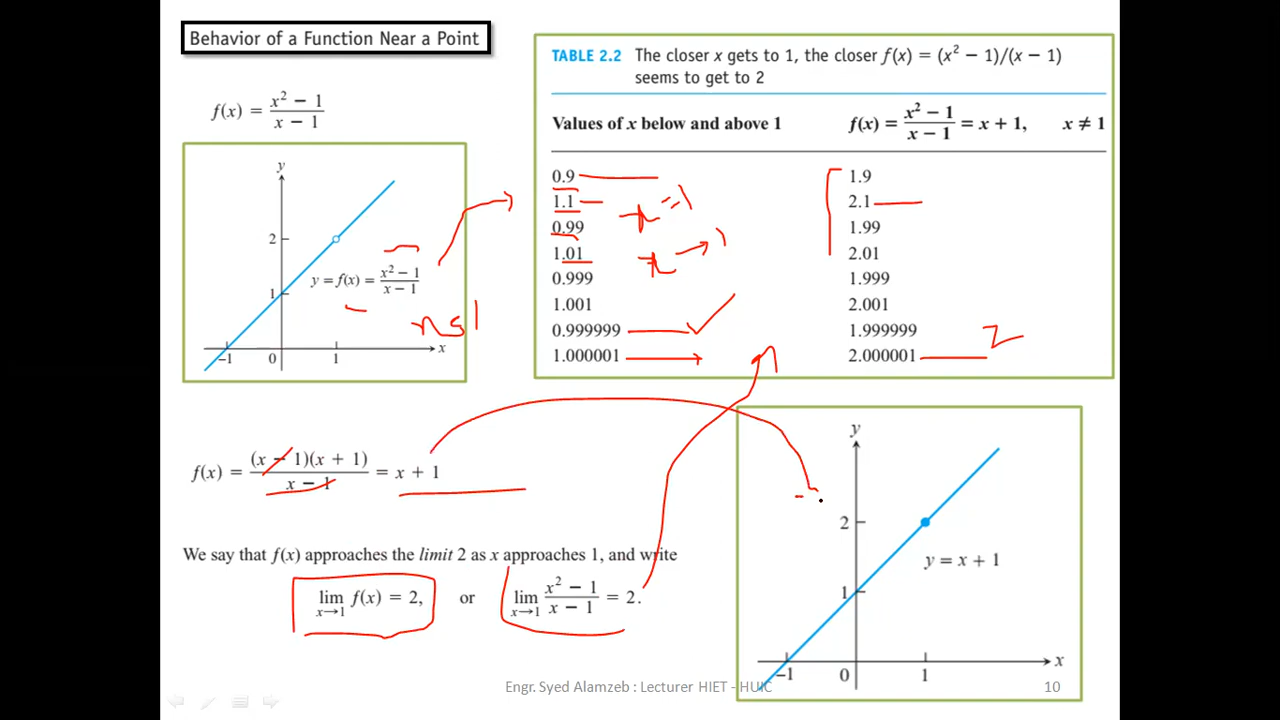 Behavior of a Function Near a Point
f(x) = (x² − 1)/(x − 1)
y
2
y = f(x) = (x² − 1)/(x − 1)
1
−1 0 1 x
TABLE 2.2 The closer x gets to 1, the closer f(x) = (x² − 1)/(x − 1)
seems to get to 2
Values of x below and above 1 f(x) = (x² − 1)/(x − 1) = x + 1, x ≠ 1
0.9 1.9
1.1 2.1
0.99 1.99
1.01 2.01
0.999 1.999
1.001 2.001
0.999999 1.999999
1.000001 2.000001
x = 1
x → 1
2
f(x) = (x − 1)(x + 1)/(x − 1) = x + 1
We say that f(x) approaches the limit 2 as x approaches 1, and write
lim x→1 f(x) = 2, or lim x→1 (x² − 1)/(x − 1) = 2.
y
2
y = x + 1
1
−1 0 1 x
Engr. Syed Alamzeb : Lecturer HIET - HUIC 10